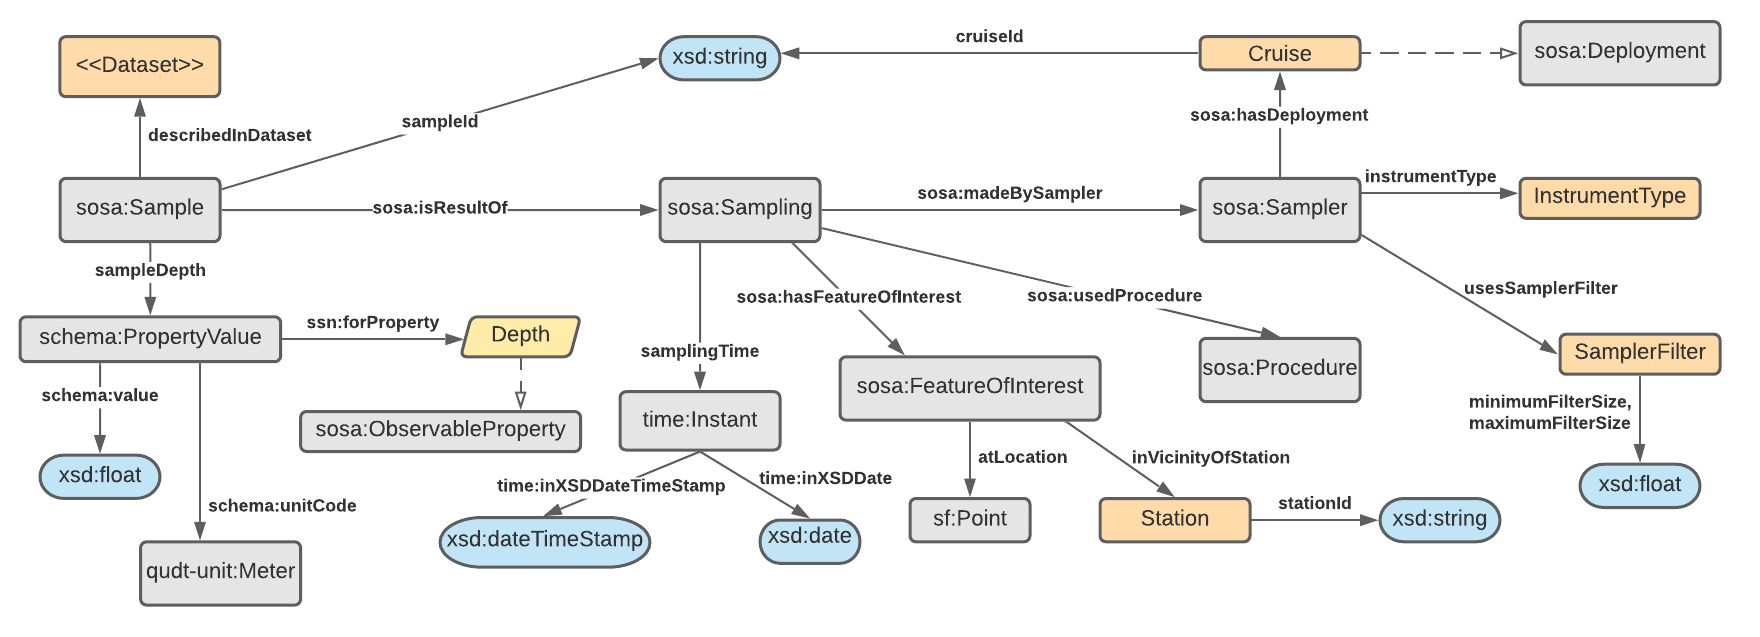 cruiseId
<<Dataset>>
xsd:string
Cruise
sosa:Deployment
describedInDataset
sampleId
sosa:hasDeployment
sosa:Sample
sosa:isResultOf
sosa:Sampling
sosa:madeBySampler
sosa:Sampler
instrumentType
InstrumentType
sampleDepth
sosa:hasFeatureOfInterest
sosa:usedProcedure
usesSamplerFilter
schema:PropertyValue
ssn:forProperty
Depth
samplingTime
sosa:FeatureOfInterest
sosa:Procedure
SamplerFilter
schema:value
sosa:ObservableProperty
time:Instant
minimumFilterSize,
maximumFilterSize
xsd:float
time:inXSDDateTimeStamp
time:inXSDDate
atLocation
inVicinityOfStation
xsd:float
schema:unitCode
xsd:dateTimeStamp
xsd:date
sf:Point
Station
stationId
xsd:string
qudt-unit:Meter